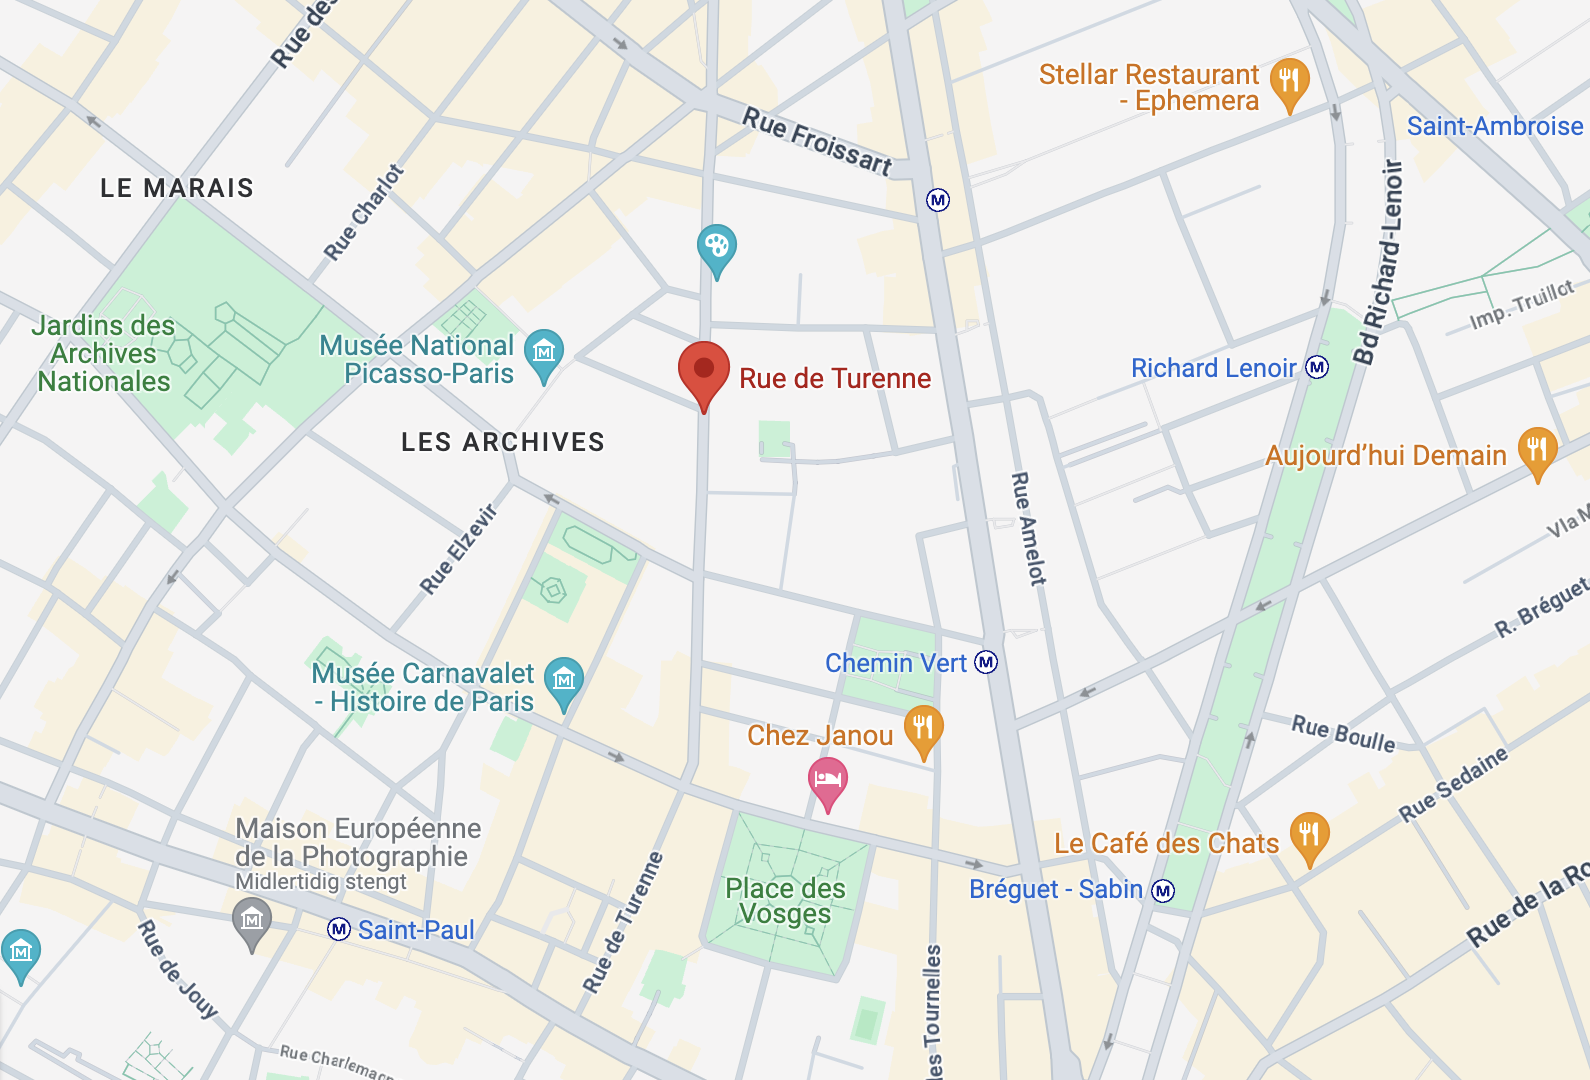 Rue des
Stellar Restaurant
- Ephemera
Rue Froissart
Saint-Ambroise
LE MARAIS
Rue Charlot
Bd Richard-Lenoir
Imp. Truillot
Jardins des
Archives
Nationales
Musée National
Picasso-Paris
Rue de Turenne
Richard Lenoir
LES ARCHIVES
Aujourd'hui Demain
Rue Elzevir
Rue Amelot
Vla M
R. Bréguet
Musée Carnavalet
- Histoire de Paris
Chemin Vert
Chez Janou
Rue Boulle
Rue Sedaine
Maison Européenne
de la Photographie
Midlertidig stengt
Le Café des Chats
Bréguet - Sabin
Place des
Vosges
Rue de Turenne
Saint-Paul
Rue de Jouy
Rue de la Ro
les Tournelles
Rue Charlemagn